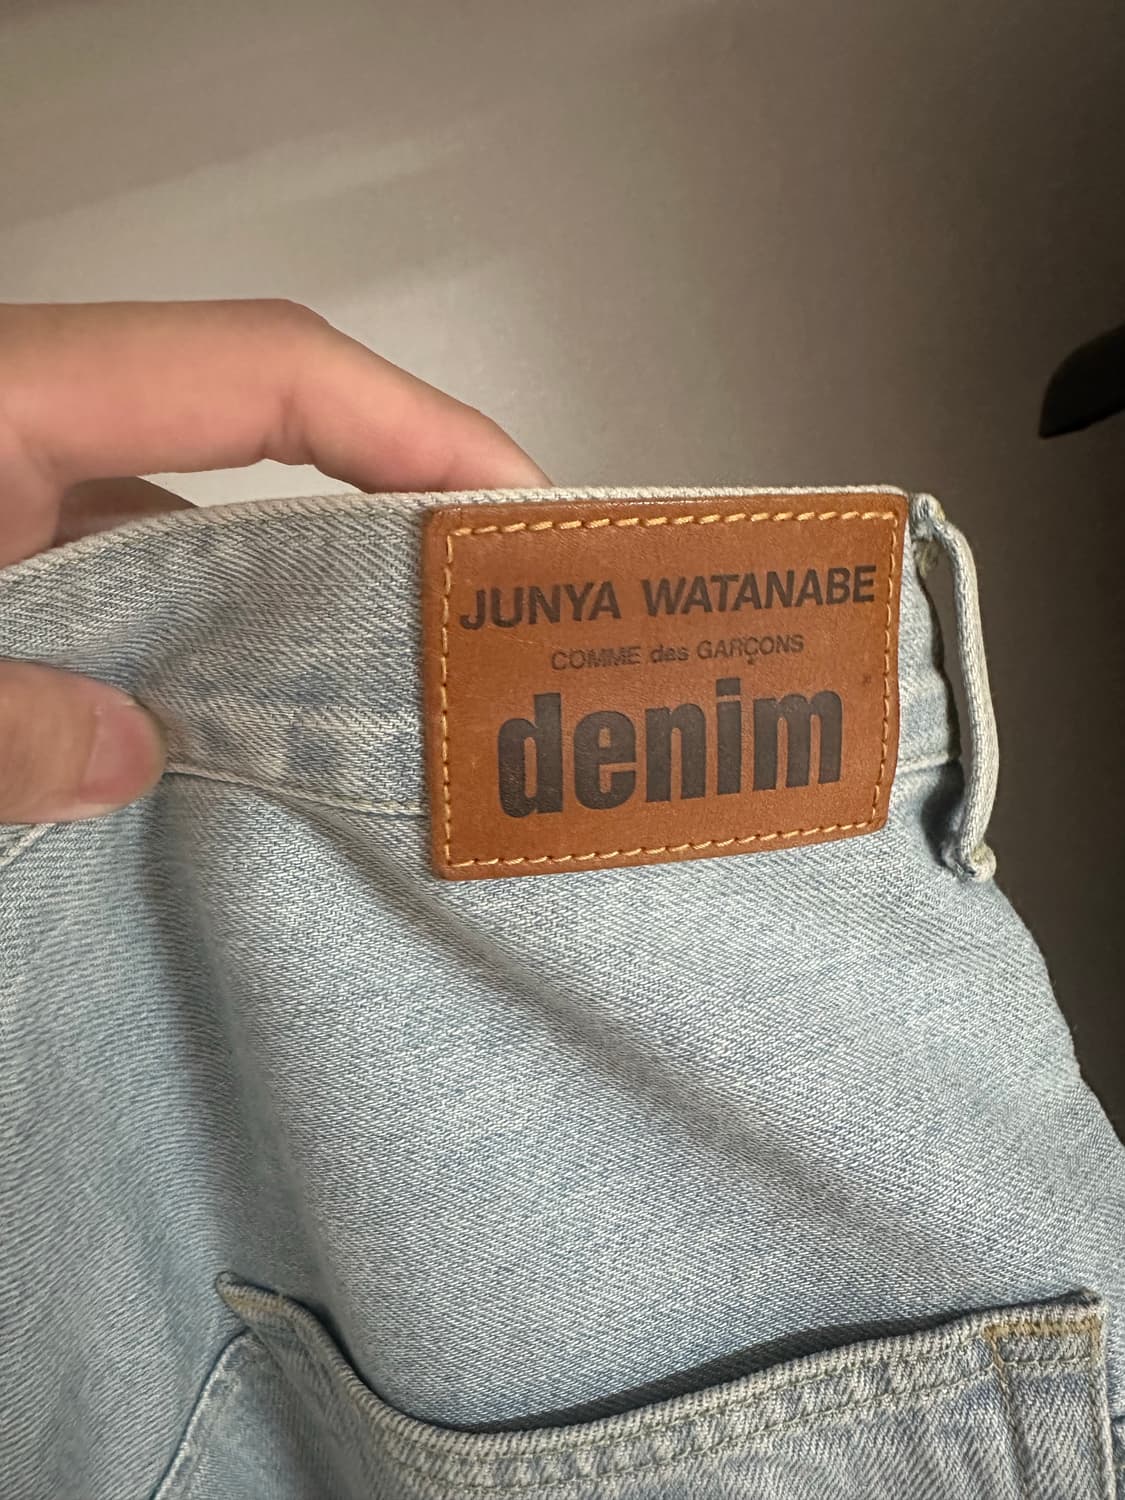 JUNYA WATANABE
COMME des GARÇONS
denim